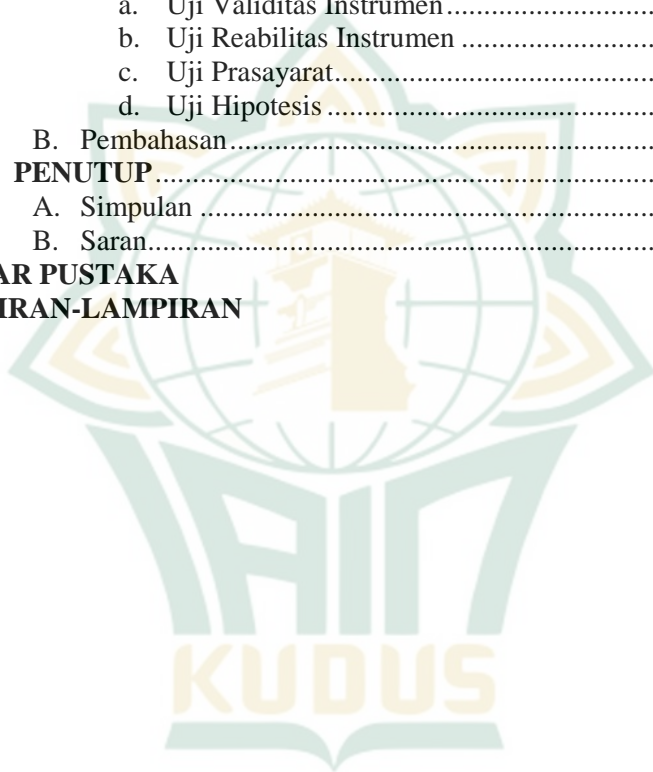 a. Uji Validitas Instrumen........................
b. Uji Reabilitas Instrumen ......................
c. Uji Prasayarat.....................................
d. Uji Hipotesis ......................................
B. Pembahasan.............................................
PENUTUP.......................................................
A. Simpulan .................................................
B. Saran.......................................................
AR PUSTAKA
IRAN-LAMPIRAN
IAIN
KUDUS